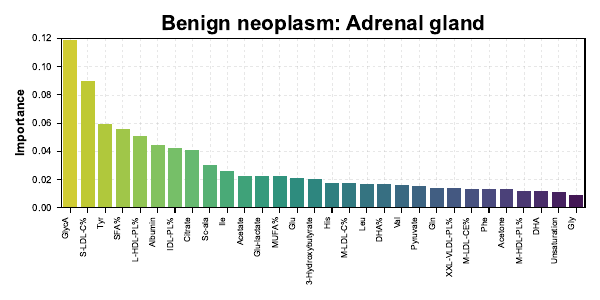 Benign neoplasm: Adrenal gland
Importance
0.12
0.10
0.08
0.06
0.04
0.02
0.00
GlycA
S-LDL-C%
Tyr
SFA%
L-HDL-PL%
Albumin
IDL-PL%
Citrate
Sc-ala
Ile
Acetate
Glu-lactate
MUFA%
Glu
3-Hydroxybutyrate
His
M-LDL-C%
Leu
DHA%
Val
Pyruvate
Gln
XXL-VLDL-PL%
M-LDL-CE%
Phe
Acetone
M-HDL-PL%
DHA
Unsaturation
Gly